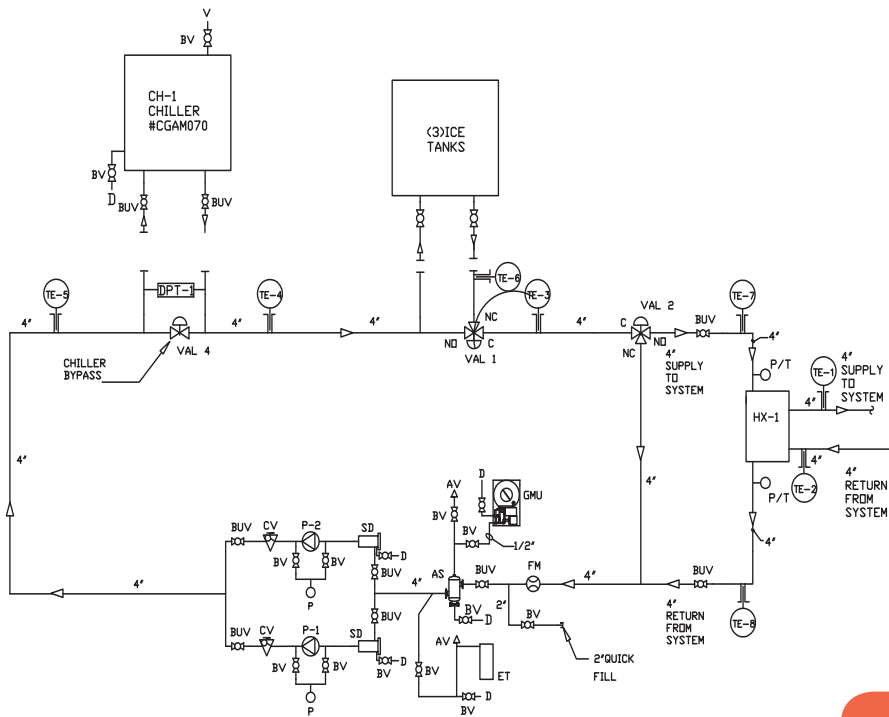 V
BV
CH-1
CHILLER
#CGAM070
BV
D
BUV
BUV
(3)ICE
TANKS
TE-5
DPT-1
TE-4
TE-6
TE-3
NC
VAL 2
BUV
TE-7
4"
VAL 4
4"
4"
NO
C
VAL 1
4"
C
NO
NC
4"
SUPPLY
TO
SYSTEM
4"
P/T
CHILLER
BYPASS
TE-1
4"
SUPPLY
TO
SYSTEM
4"
HX-1
4"
TE-2
P/T
4"
RETURN
FROM
SYSTEM
4"
4"
4"
D
AV
GMU
BV
BV
1/2"
BUV
CV
P-2
SD
BV
BV
D
BUV
P
4"
AS
BUV
FM
4"
BUV
BV
D
2"
BV
4"
RETURN
FROM
SYSTEM
TE-8
4"
BUV
BUV
CV
P-1
SD
BV
BV
D
BV
P
AV
BV
ET
D
BV
2"QUICK
FILL